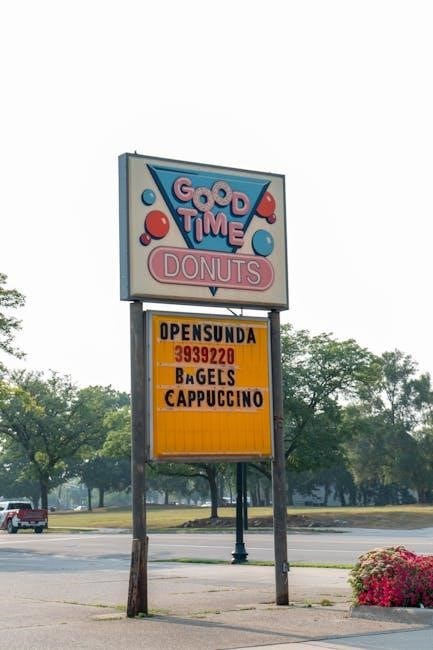 GOOD
TIME
DONUTS
OPENSUNDA
3939220
BAGELS
CAPPUCCINO